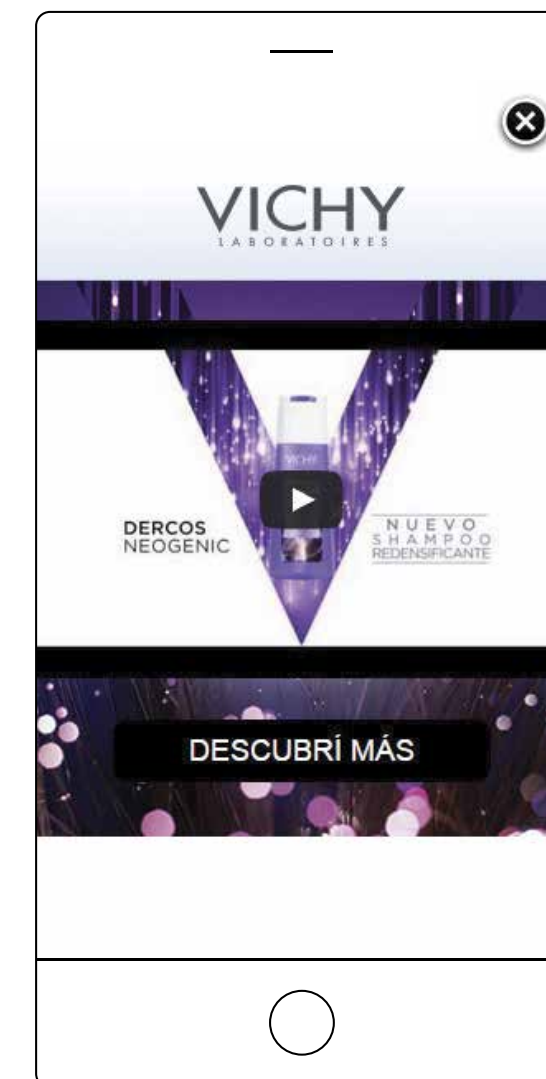 VICHY
LABORATOIRES
VICHY
DERCOS
NEOGENIC
NUEVO
SHAMPOO
REDENSIFICANTE
DESCUBRÍ MÁS